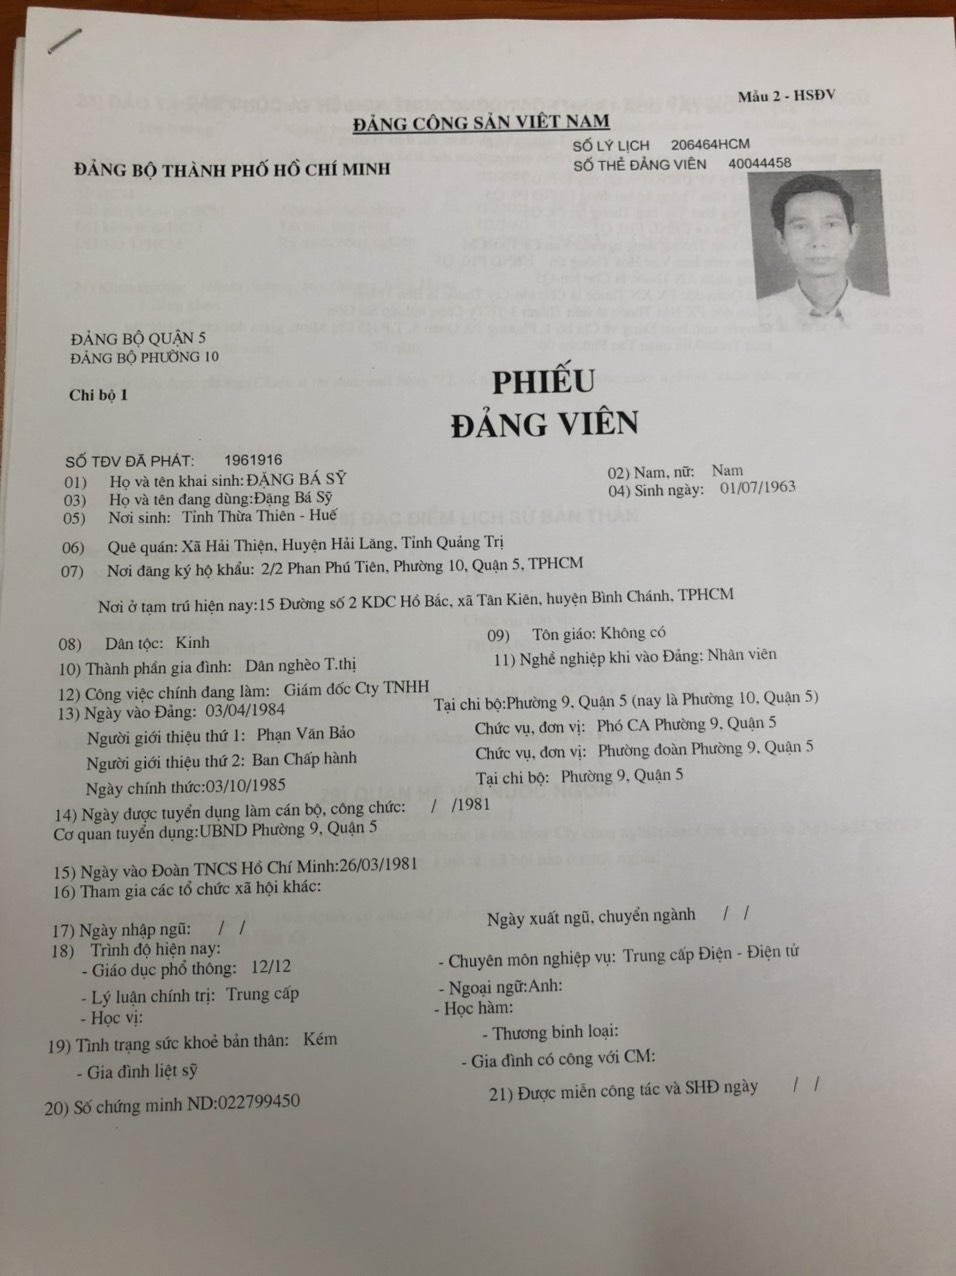 Mẫu 2 - HSĐV
ĐẢNG CỘNG SẢN VIỆT NAM
SỐ LÝ LỊCH 206464HCM
ĐẢNG BỘ THÀNH PHỐ HỒ CHÍ MINH
SỐ THẺ ĐẢNG VIÊN 40044458
ĐẢNG BỘ QUẬN 5
ĐẢNG BỘ PHƯỜNG 10
Chi bộ 1
PHIẾU
ĐẢNG VIÊN
SỐ TĐV ĐÃ PHÁT: 1961916
01) Họ và tên khai sinh:ĐẶNG BÁ SỸ 02) Nam, nữ: Nam
03) Họ và tên đang dùng:Đặng Bá Sỹ 04) Sinh ngày: 01/07/1963
05) Nơi sinh: Tỉnh Thừa Thiên - Huế
06) Quê quán: Xã Hải Thiện, Huyện Hải Lăng, Tỉnh Quảng Trị
07) Nơi đăng ký hộ khẩu: 2/2 Phan Phú Tiên, Phường 10, Quận 5, TPHCM
Nơi ở tạm trú hiện nay:15 Đường số 2 KDC Hồ Bắc, xã Tân Kiên, huyện Bình Chánh, TPHCM
08) Dân tộc: Kinh 09) Tôn giáo: Không có
10) Thành phần gia đình: Dân nghèo T.thị 11) Nghề nghiệp khi vào Đảng: Nhân viên
12) Công việc chính đang làm: Giám đốc Cty TNHH
13) Ngày vào Đảng: 03/04/1984 Tại chi bộ:Phường 9, Quận 5 (nay là Phường 10, Quận 5)
Người giới thiệu thứ 1: Phạn Văn Bảo Chức vụ, đơn vị: Phó CA Phường 9, Quận 5
Người giới thiệu thứ 2: Ban Chấp hành Chức vụ, đơn vị: Phường đoàn Phường 9, Quận 5
Ngày chính thức:03/10/1985 Tại chi bộ: Phường 9, Quận 5
14) Ngày được tuyển dụng làm cán bộ, công chức: / /1981
Cơ quan tuyển dụng:UBND Phường 9, Quận 5
15) Ngày vào Đoàn TNCS Hồ Chí Minh:26/03/1981
16) Tham gia các tổ chức xã hội khác:
17) Ngày nhập ngũ: / / Ngày xuất ngũ, chuyển ngành / /
18) Trình độ hiện nay:
- Giáo dục phổ thông: 12/12 - Chuyên môn nghiệp vụ: Trung cấp Điện - Điện tử
- Lý luận chính trị: Trung cấp - Ngoại ngữ:Anh:
- Học vị: - Học hàm:
19) Tình trạng sức khoẻ bản thân: Kém - Thương binh loại:
- Gia đình liệt sỹ - Gia đình có công với CM:
20) Số chứng minh ND:022799450 21) Được miễn công tác và SHĐ ngày / /